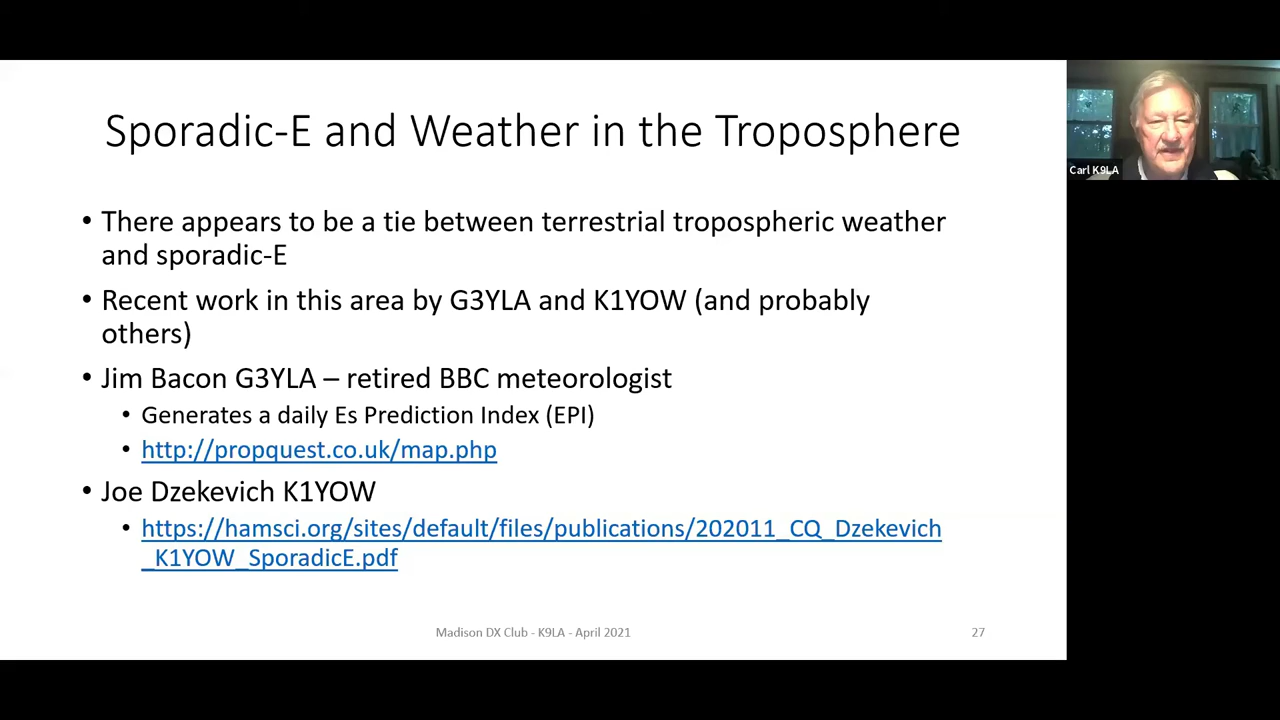 Sporadic-E and Weather in the Troposphere
• There appears to be a tie between terrestrial tropospheric weather
and sporadic-E
• Recent work in this area by G3YLA and K1YOW (and probably
others)
• Jim Bacon G3YLA – retired BBC meteorologist
• Generates a daily Es Prediction Index (EPI)
• http://propquest.co.uk/map.php
• Joe Dzekevich K1YOW
• https://hamsci.org/sites/default/files/publications/202011_CQ_Dzekevich
_K1YOW_SporadicE.pdf
Madison DX Club - K9LA - April 2021
27
Carl K9LA